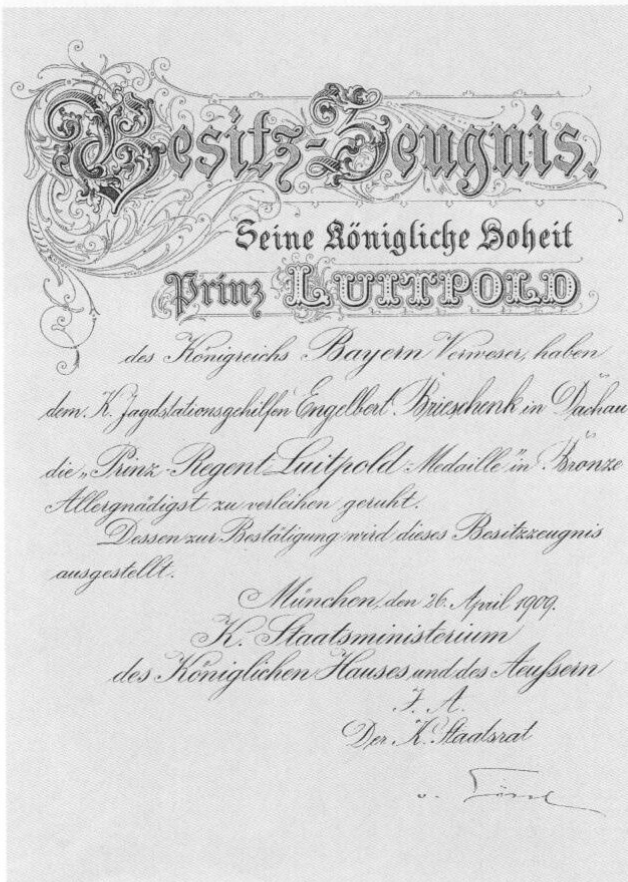 Besitz-Zeugnis.
Seine Königliche Hoheit
Prinz LUITPOLD
des Königreichs Bayern Verweser, haben
dem K. Jagdstationsgehilfen Engelbert Brieschenk in Dachau
die „Prinz-Regent Luitpold-Medaille" in Bronze
Allergnädigst zu verleihen geruht.
Dessen zur Bestätigung wird dieses Besitzzeugnis
ausgestellt.
München, den 26. April 1909.
K. Staatsministerium
des Königlichen Hauses und des Aeußern
J. A.
Der K. Staatsrat
v.